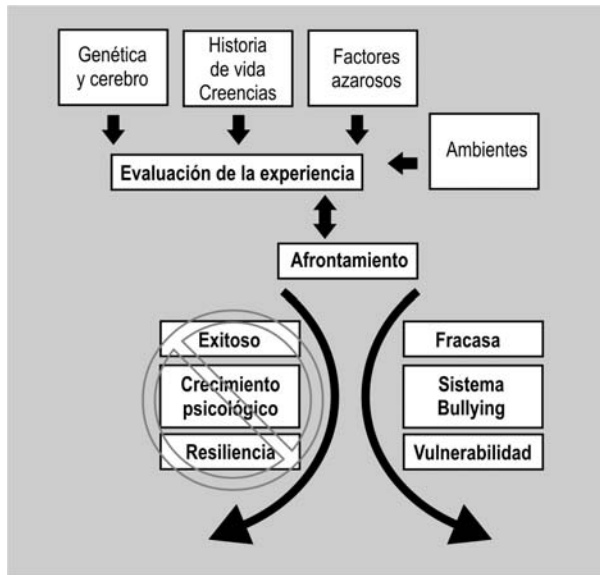 Genética
y cerebro
Historia
de vida
Creencias
Factores
azarosos
Ambientes
Evaluación de la experiencia
Afrontamiento
Exitoso
Crecimiento
psicológico
Resiliencia
Fracasa
Sistema
Bullying
Vulnerabilidad